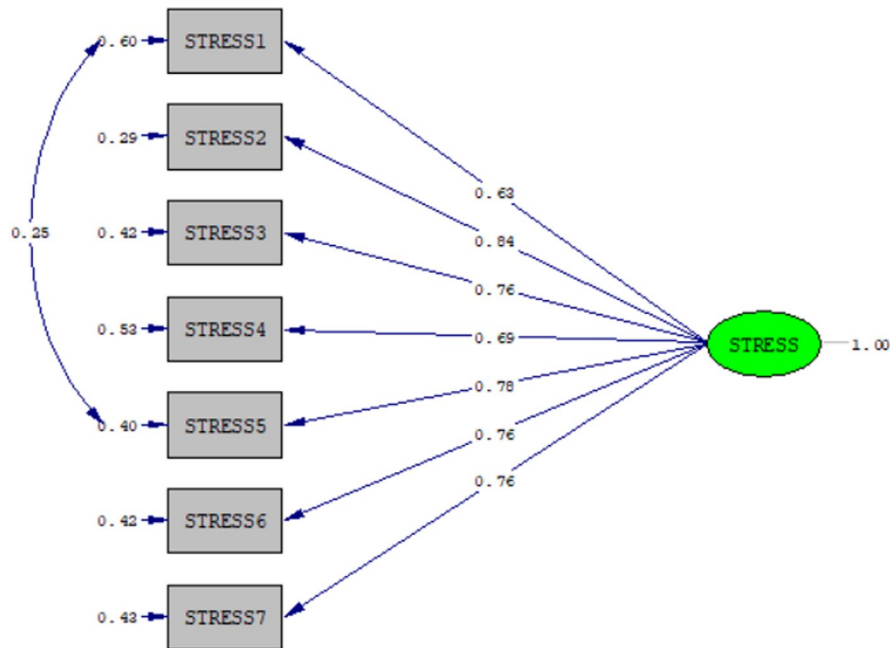 0.60 STRESS1
0.29 STRESS2
0.63
0.25 0.42 STRESS3 0.84
0.76
0.53 STRESS4 0.69 STRESS 1.00
0.78
0.40 STRESS5 0.76
0.76
0.42 STRESS6
0.43 STRESS7